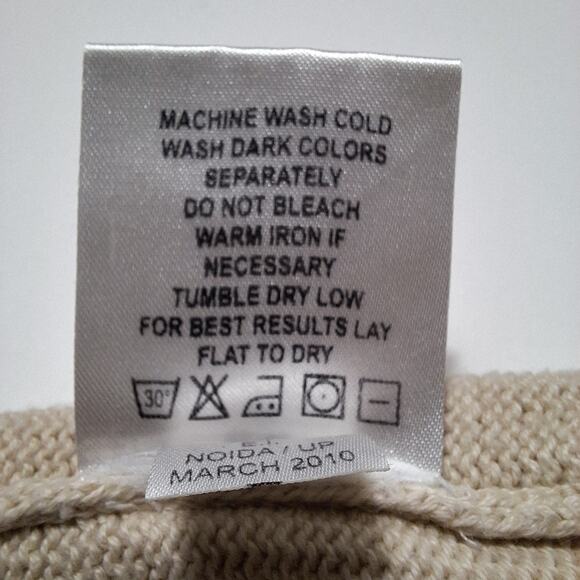 MACHINE WASH COLD
WASH DARK COLORS
SEPARATELY
DO NOT BLEACH
WARM IRON IF
NECESSARY
TUMBLE DRY LOW
FOR BEST RESULTS LAY
FLAT TO DRY
30°
NOIDA / UP
MARCH 2010